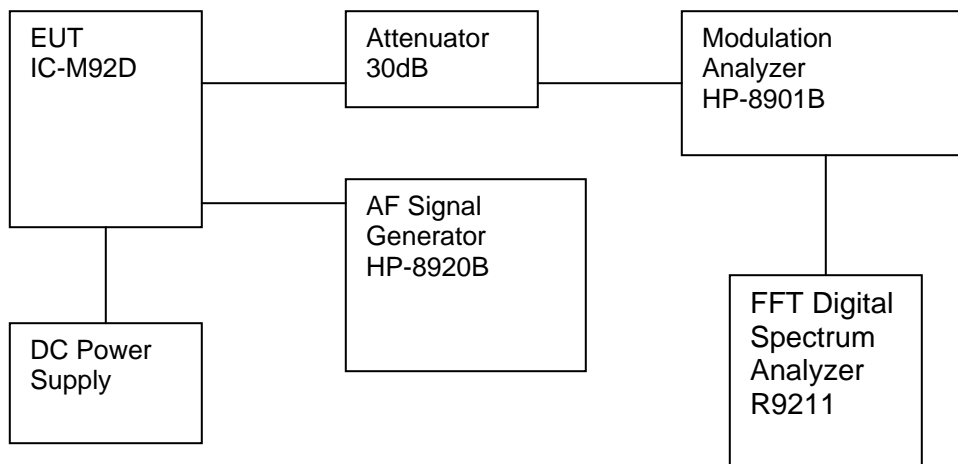 EUT
IC-M92D
Attenuator
30dB
Modulation
Analyzer
HP-8901B
AF Signal
Generator
HP-8920B
DC Power
Supply
FFT Digital
Spectrum
Analyzer
R9211